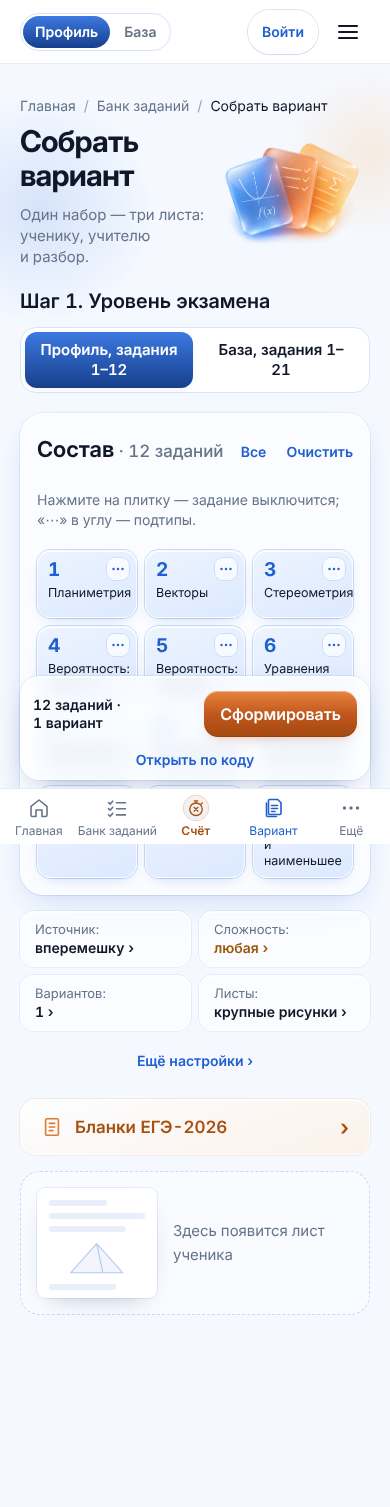 Профиль База Войти
Главная / Банк заданий / Собрать вариант
Собрать
вариант
f(x)
Один набор — три листа:
ученику, учителю
и разбор.
Шаг 1. Уровень экзамена
Профиль, задания
1–12
База, задания 1–
21
Состав · 12 заданий Все Очистить
Нажмите на плитку — задание выключится;
«···» в углу — подтипы.
1 ···
Планиметрия
2 ···
Векторы
3 ···
Стереометрия
4 ···
Вероятность:
5 ···
Вероятность:
6 ···
Уравнения
12 заданий ·
1 вариант
Сформировать
Открыть по коду
Главная
Банк заданий
Счёт
Вариант
Ещё
и
наименьшее
Источник:
вперемешку ›
Сложность:
любая ›
Вариантов:
1 ›
Листы:
крупные рисунки ›
Ещё настройки ›
Бланки ЕГЭ-2026 ›
Здесь появится лист
ученика